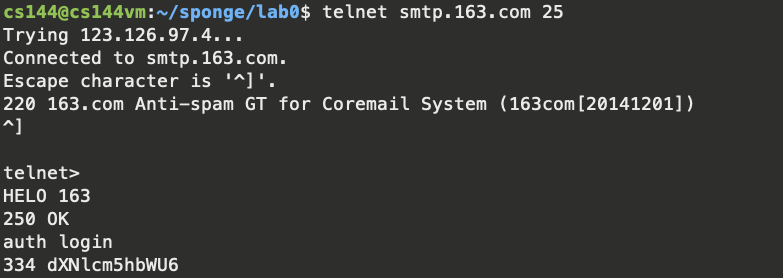 cs144@cs144vm:~/sponge/lab0$ telnet smtp.163.com 25
Trying 123.126.97.4...
Connected to smtp.163.com.
Escape character is '^]'.
220 163.com Anti-spam GT for Coremail System (163com[20141201])
^]
telnet>
HELO 163
250 OK
auth login
334 dXNlcm5hbWU6